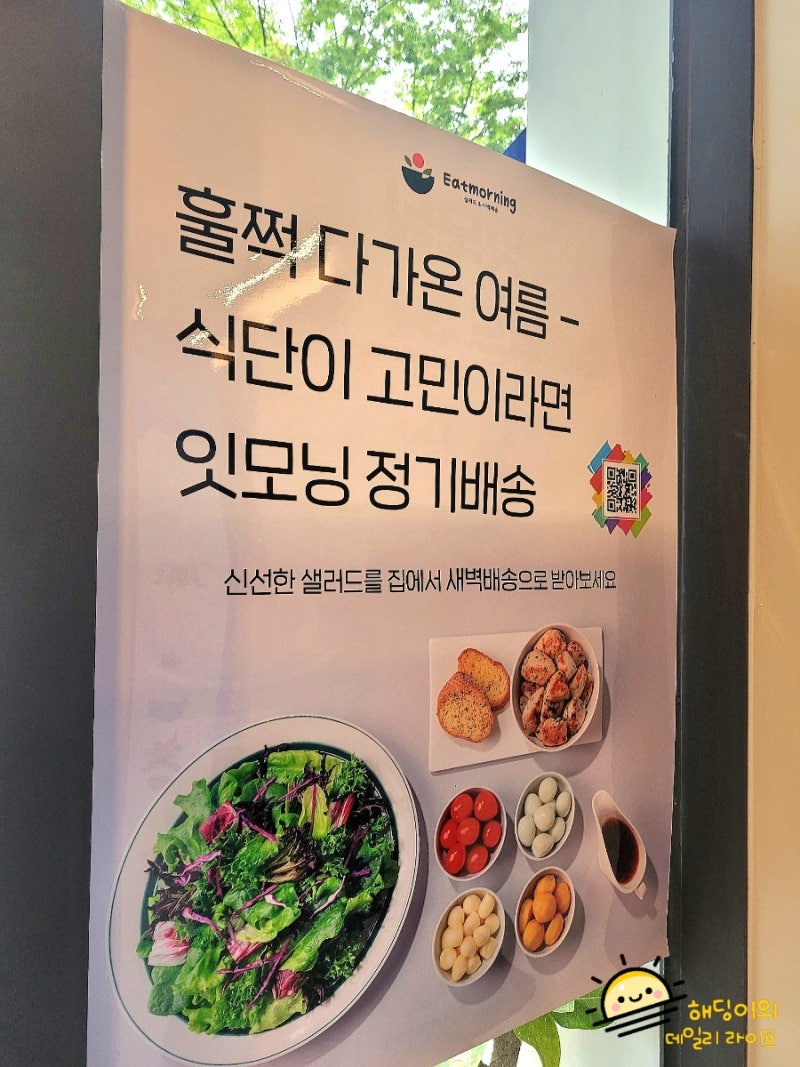 Eatmorning
훌쩍 다가온 여름 -
식단이 고민이라면
잇모닝 정기배송
신선한 샐러드를 집에서 새벽배송으로 받아보세요
해딩이의
데일리 라이프